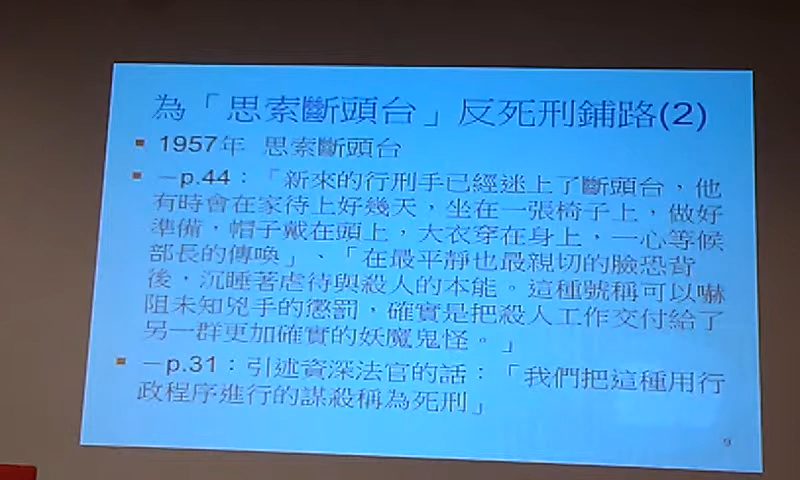 為「思索斷頭台」反死刑鋪路(2)
1957年 思索斷頭台
－p.44：「新來的行刑手已經迷上了斷頭台，他
有時會在家待上好幾天，坐在一張椅子上，做好
準備，帽子戴在頭上，大衣穿在身上，一心等候
部長的傳喚」、「在最平靜也最親切的臉恐背
後，沉睡著虐待與殺人的本能。這種號稱可以嚇
阻未知兇手的懲罰，確實是把殺人工作交付給了
另一群更加確實的妖魔鬼怪。」
－p.31：引述資深法官的話：「我們把這種用行
政程序進行的謀殺稱為死刑」
9